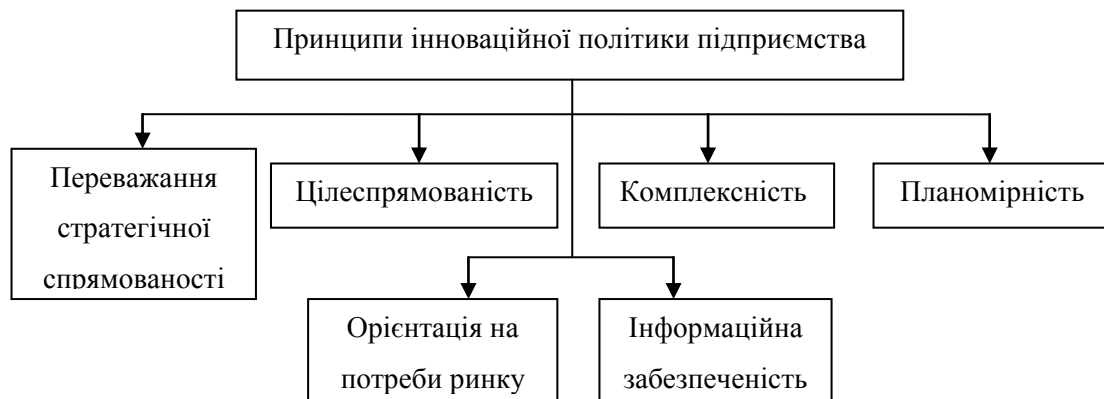 Принципи інноваційної політики підприємства
Переважання
стратегічної
спрямованості
Цілеспрямованість
Комплексність
Планомірність
Орієнтація на
потреби ринку
Інформаційна
забезпеченість